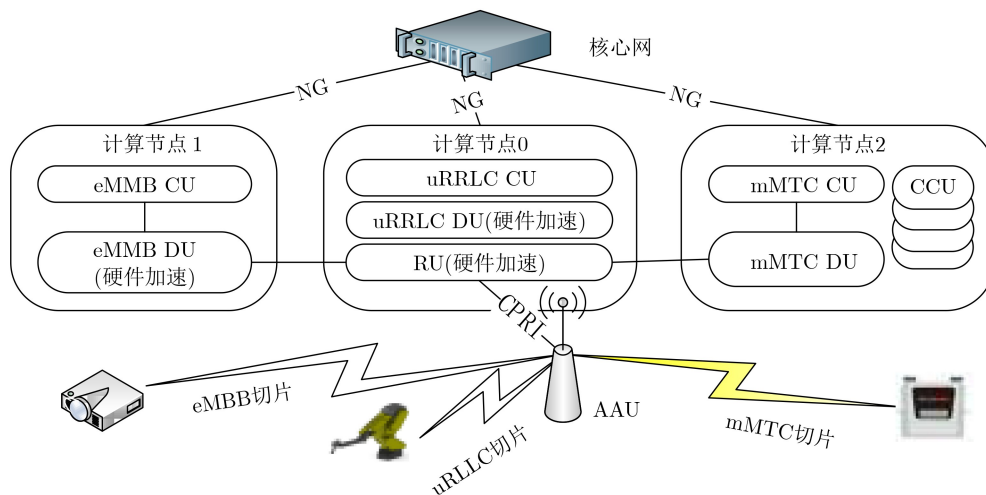 核心网
NG
NG
NG
计算节点 1
eMMB CU
eMMB DU
(硬件加速)
计算节点0
uRRLC CU
uRRLC DU(硬件加速)
RU(硬件加速)
计算节点2
mMTC CU
CCU
mMTC DU
CPRI
eMBB切片
uRLLC切片
AAU
mMTC切片